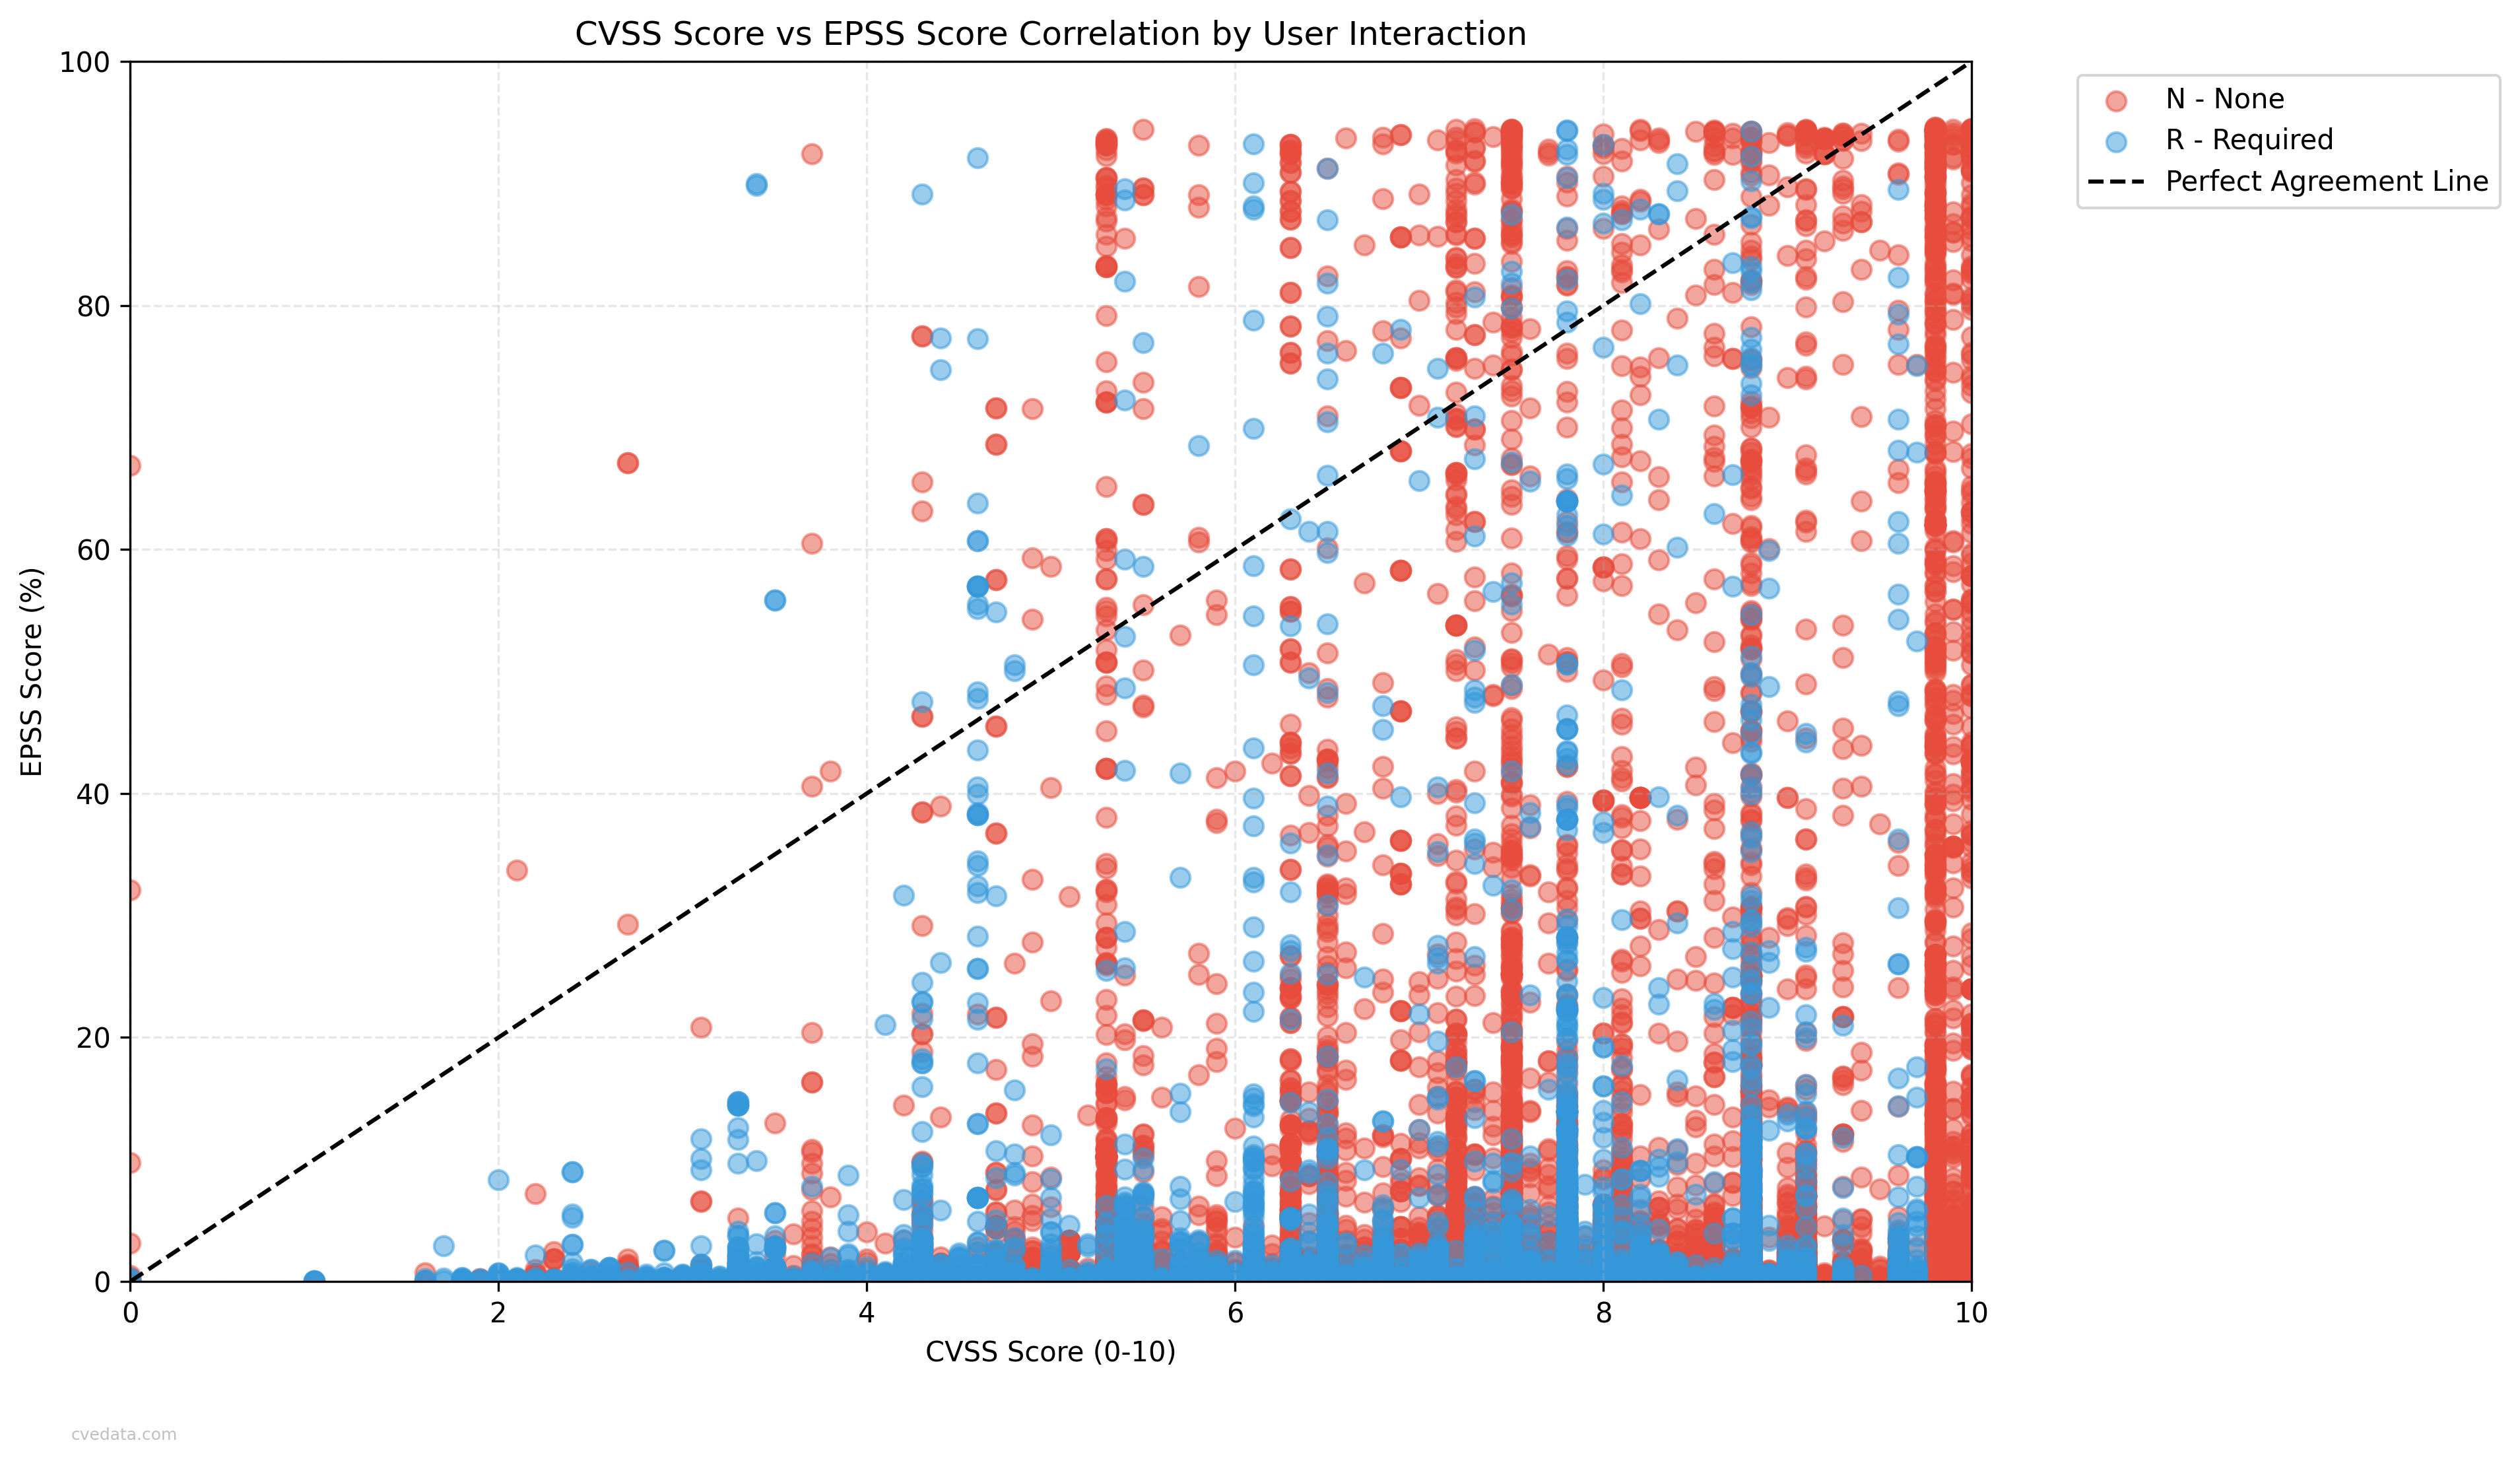 CVSS Score vs EPSS Score Correlation by User Interaction
100
80
60
40
20
0
EPSS Score (%)
0 2 4 6 8 10
CVSS Score (0-10)
N - None
R - Required
Perfect Agreement Line
cvedata.com